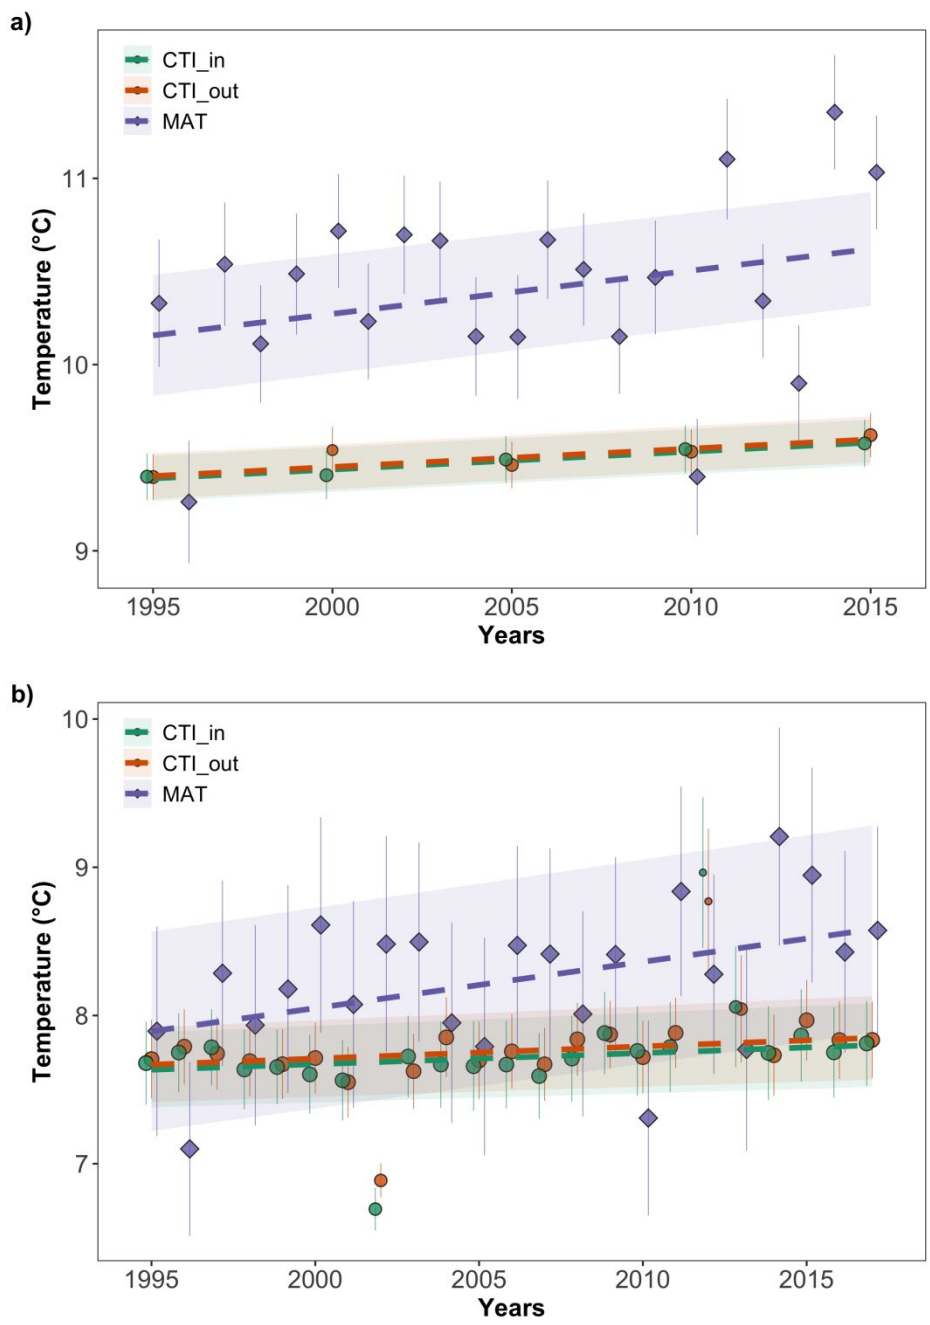 a)
CTI_in
CTI_out
MAT
11
10
9
Temperature (°C)
1995 2000 2005 2010 2015
Years
b)
CTI_in
CTI_out
MAT
10
9
8
7
Temperature (°C)
1995 2000 2005 2010 2015
Years